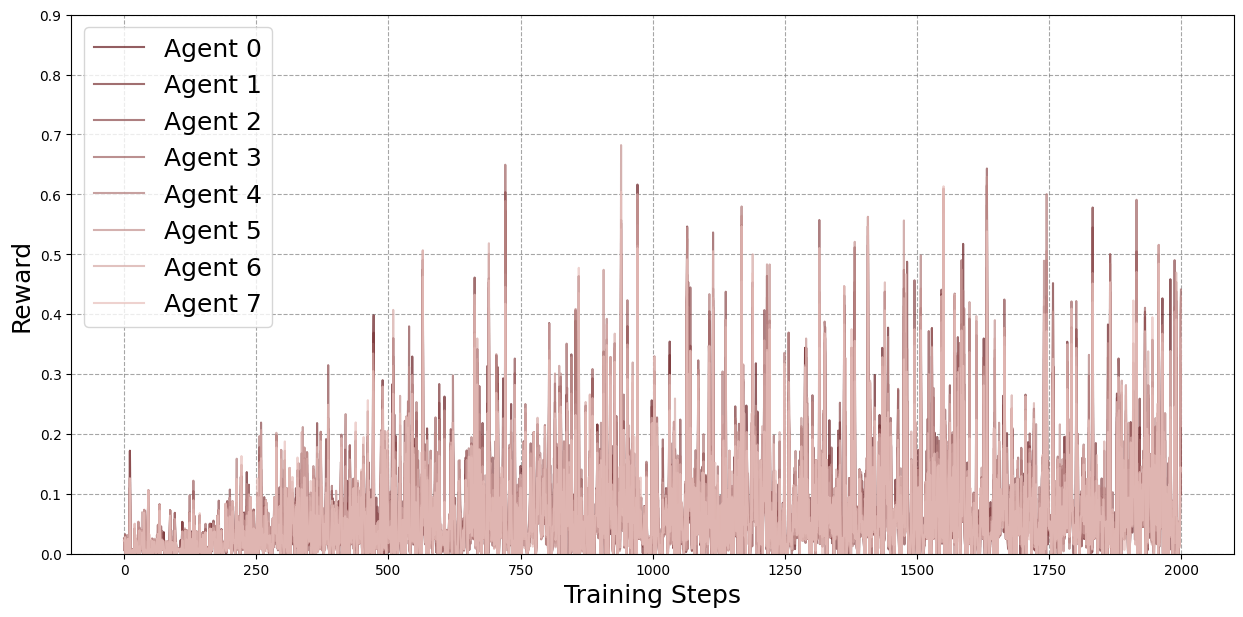 0.9
0.8
0.7
0.6
0.5
0.4
0.3
0.2
0.1
0.0
Reward
Agent 0
Agent 1
Agent 2
Agent 3
Agent 4
Agent 5
Agent 6
Agent 7
0 250 500 750 1000 1250 1500 1750 2000
Training Steps